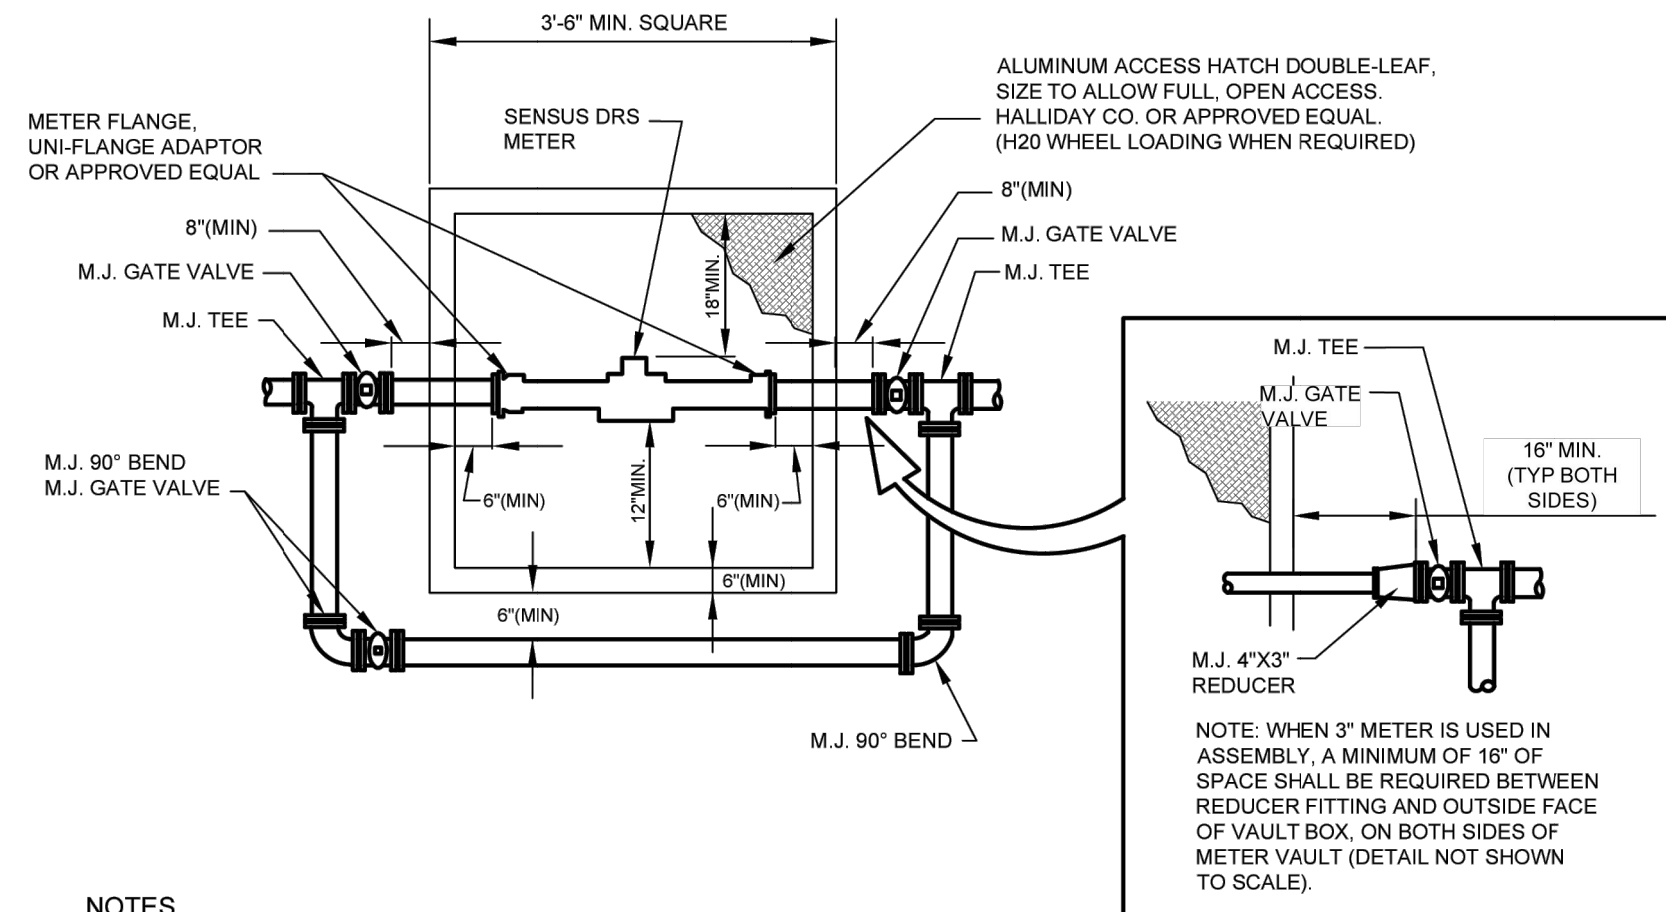 3'-6" MIN. SQUARE
ALUMINUM ACCESS HATCH DOUBLE-LEAF,
SIZE TO ALLOW FULL, OPEN ACCESS.
HALLIDAY CO. OR APPROVED EQUAL.
(H20 WHEEL LOADING WHEN REQUIRED)
METER FLANGE,
UNI-FLANGE ADAPTOR
OR APPROVED EQUAL
SENSUS DRS
METER
8"(MIN)
8"(MIN)
M.J. GATE VALVE
M.J. GATE VALVE
M.J. TEE
M.J. TEE
18"MIN.
M.J. 90° BEND
M.J. GATE VALVE
6"(MIN)
12"MIN.
6"(MIN)
6"(MIN)
6"(MIN)
M.J. 90° BEND
M.J. TEE
M.J. GATE
VALVE
16" MIN.
(TYP BOTH
SIDES)
M.J. 4"X3"
REDUCER
NOTE: WHEN 3" METER IS USED IN
ASSEMBLY, A MINIMUM OF 16" OF
SPACE SHALL BE REQUIRED BETWEEN
REDUCER FITTING AND OUTSIDE FACE
OF VAULT BOX, ON BOTH SIDES OF
METER VAULT (DETAIL NOT SHOWN
TO SCALE).
NOTES